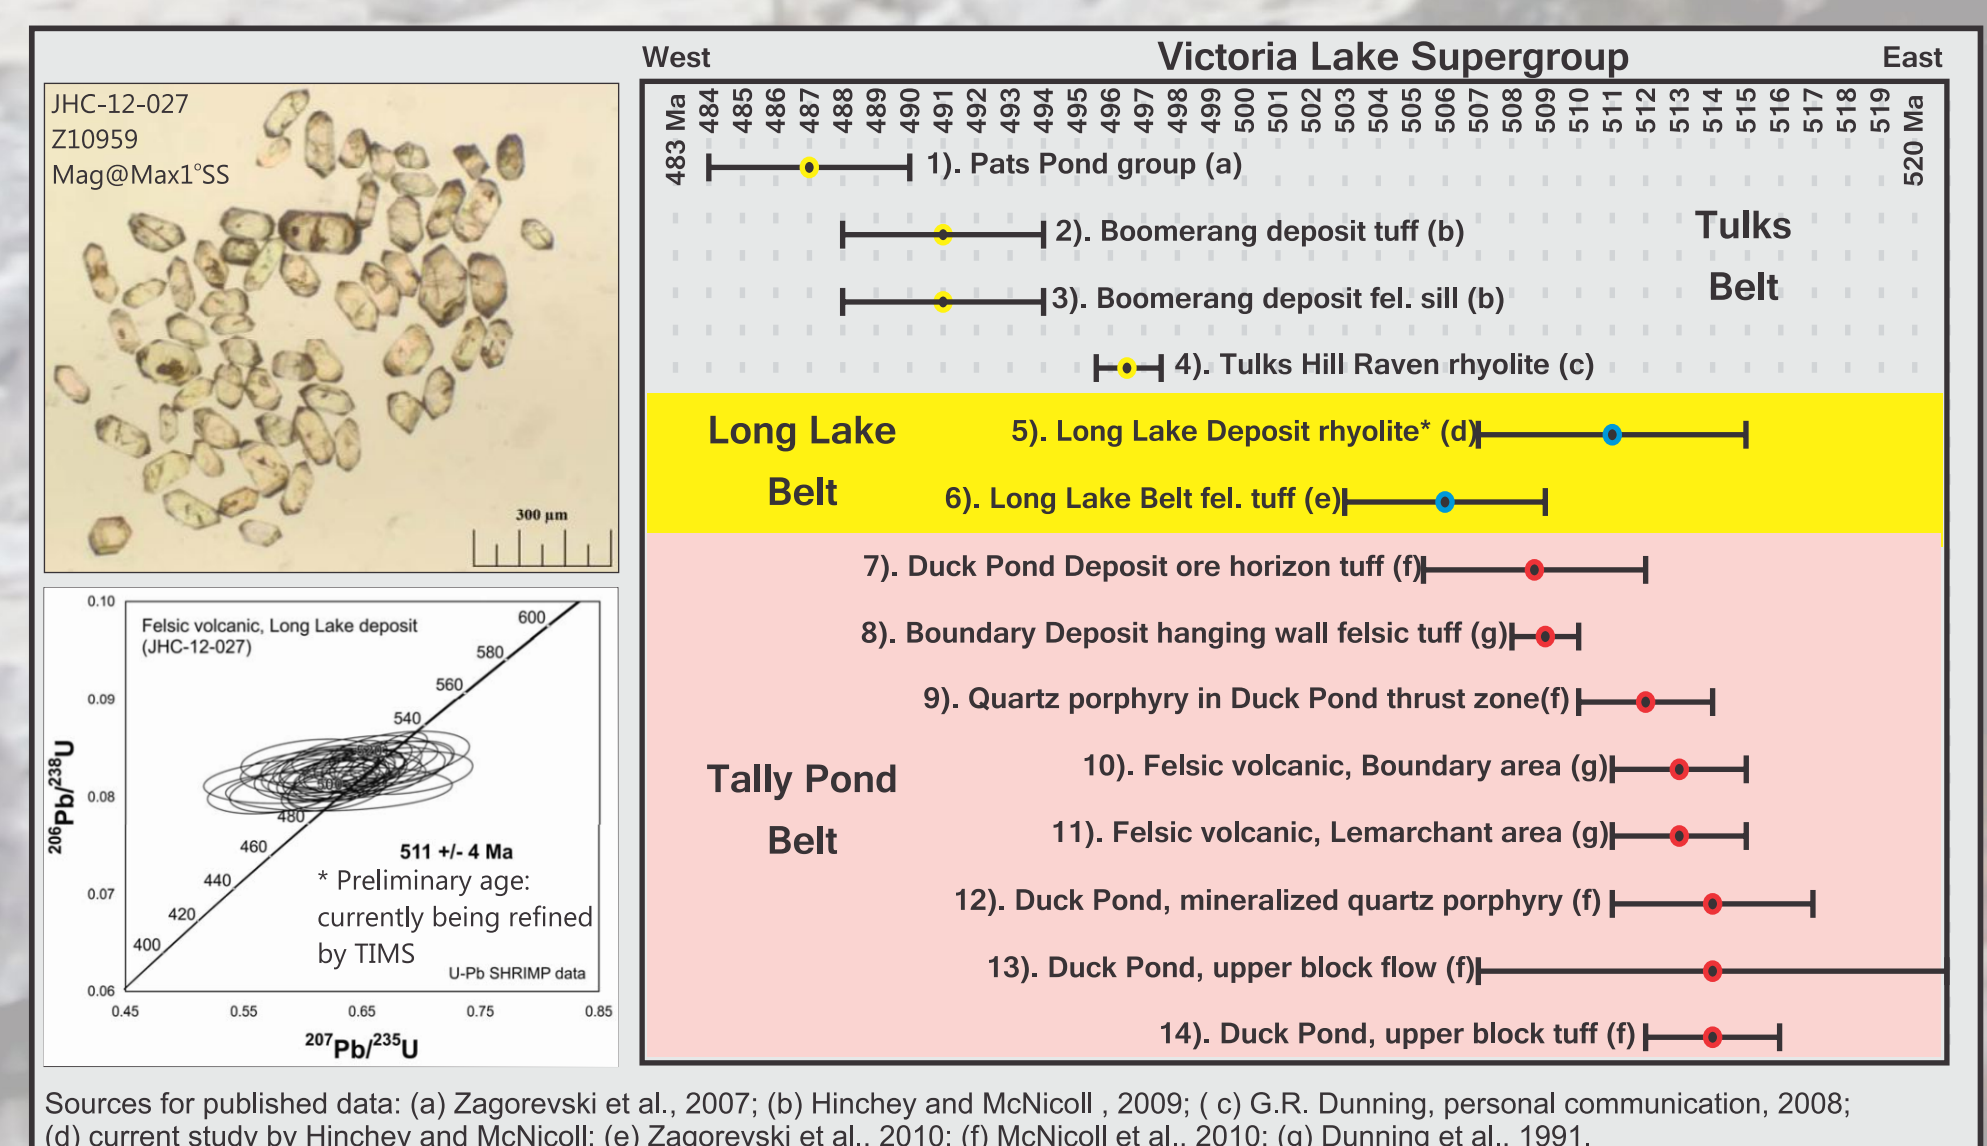 West
Victoria Lake Supergroup
East
JHC-12-027
Z10959
Mag@Max1°SS
300 µm
483 Ma
484
485
486
487
488
489
490
491
492
493
494
495
496
497
498
499
500
501
502
503
504
505
506
507
508
509
510
511
512
513
514
515
516
517
518
519
520 Ma
1). Pats Pond group (a)
2). Boomerang deposit tuff (b)
3). Boomerang deposit fel. sill (b)
4). Tulks Hill Raven rhyolite (c)
Tulks
Belt
Long Lake
Belt
5). Long Lake Deposit rhyolite* (d)
6). Long Lake Belt fel. tuff (e)
7). Duck Pond Deposit ore horizon tuff (f)
8). Boundary Deposit hanging wall felsic tuff (g)
9). Quartz porphyry in Duck Pond thrust zone(f)
Tally Pond
Belt
10). Felsic volcanic, Boundary area (g)
11). Felsic volcanic, Lemarchant area (g)
12). Duck Pond, mineralized quartz porphyry (f)
13). Duck Pond, upper block flow (f)
14). Duck Pond, upper block tuff (f)
Felsic volcanic, Long Lake deposit
(JHC-12-027)
0.10
0.09
0.08
0.07
0.06
206Pb/238U
600
580
560
540
480
460
440
420
400
511 +/- 4 Ma
* Preliminary age:
currently being refined
by TIMS
U-Pb SHRIMP data
0.45
0.55
0.65
0.75
0.85
207Pb/235U
Sources for published data: (a) Zagorevski et al., 2007; (b) Hinchey and McNicoll , 2009; ( c) G.R. Dunning, personal communication, 2008;
(d) current study by Hinchey and McNicoll; (e) Zagorevski et al., 2010; (f) McNicoll et al., 2010; (g) Dunning et al., 1991.